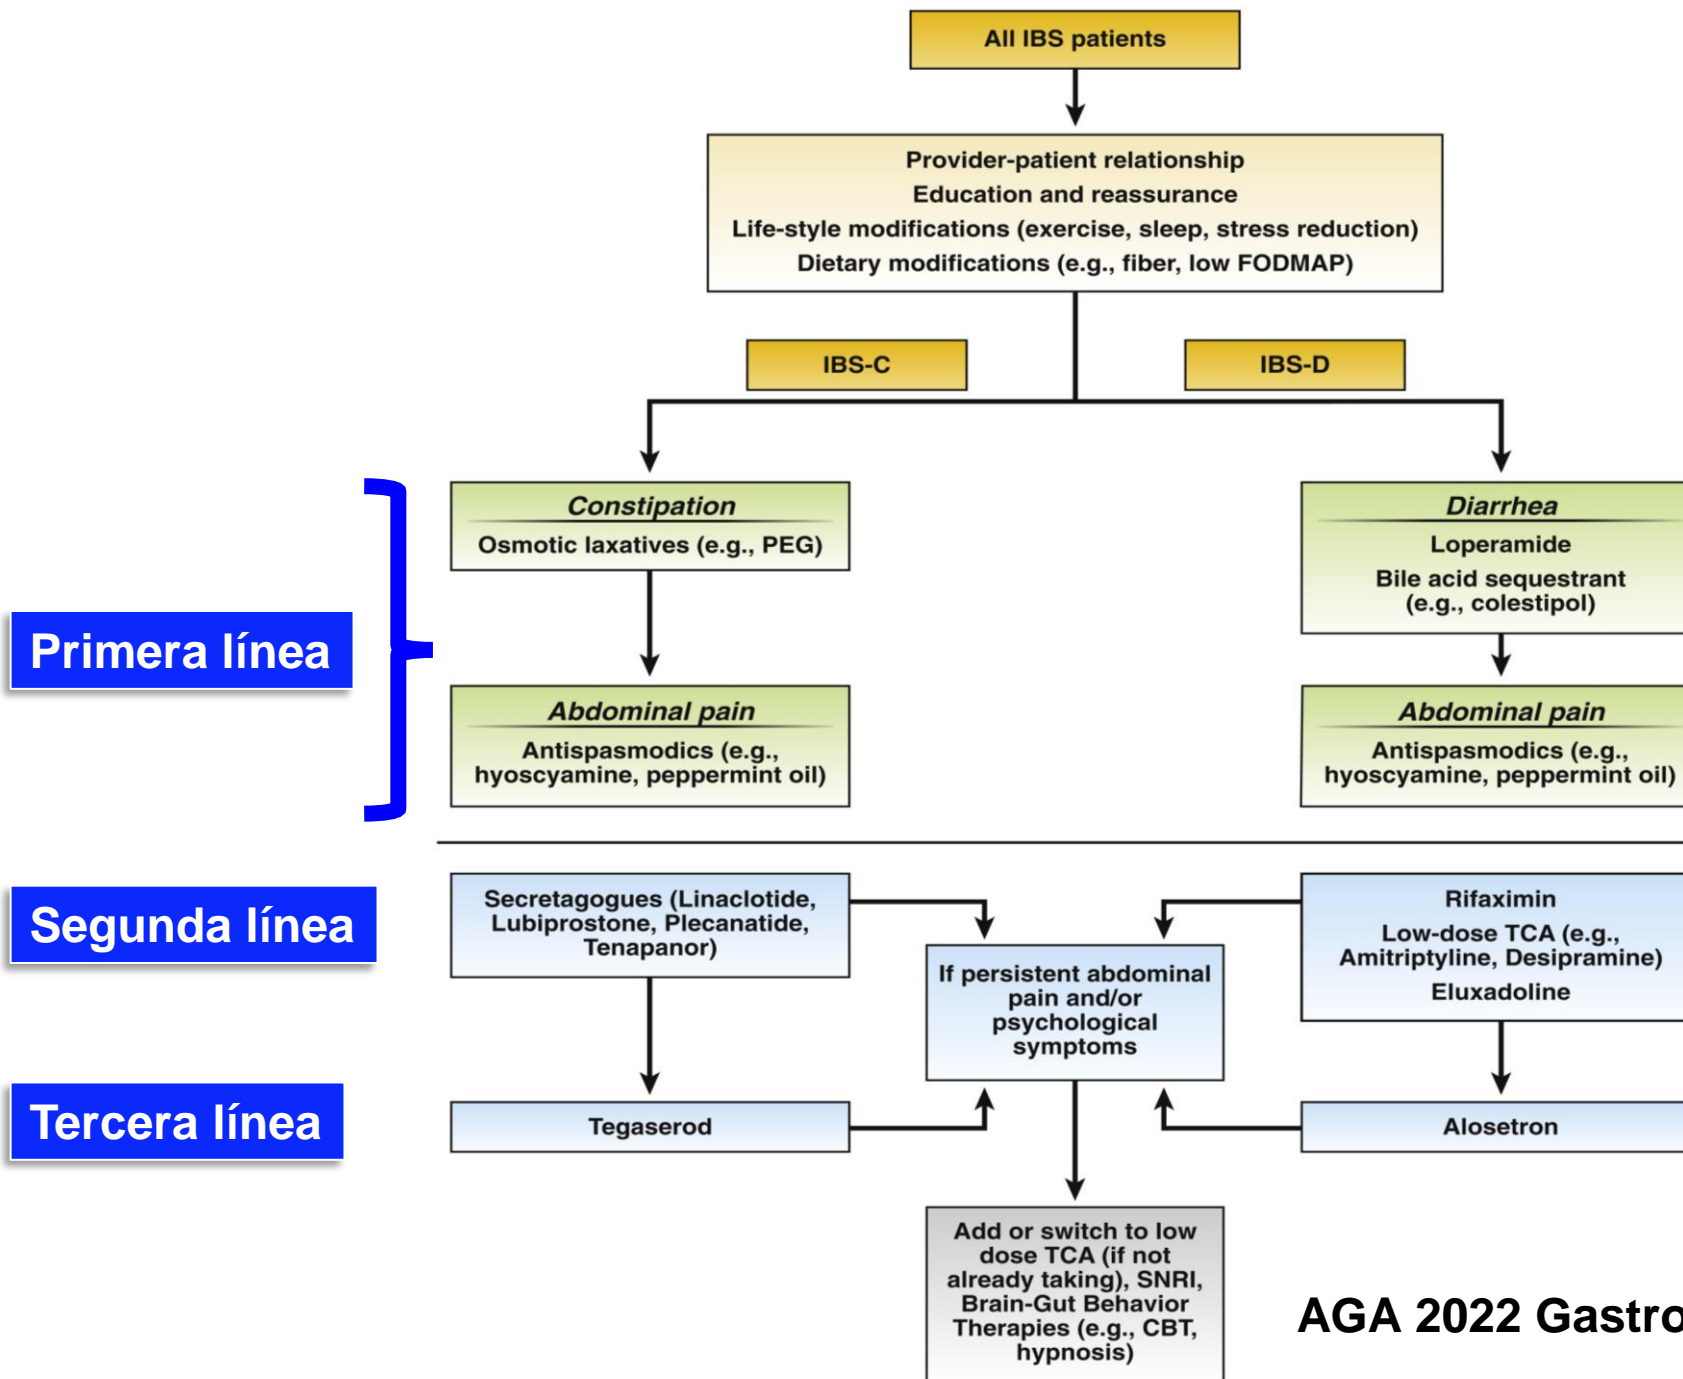 All IBS patients
Provider-patient relationship
Education and reassurance
Life-style modifications (exercise, sleep, stress reduction)
Dietary modifications (e.g., fiber, low FODMAP)
IBS-C
IBS-D
Primera línea
Constipation
Osmotic laxatives (e.g., PEG)
Abdominal pain
Antispasmodics (e.g.,
hyoscyamine, peppermint oil)
Diarrhea
Loperamide
Bile acid sequestrant
(e.g., colestipol)
Abdominal pain
Antispasmodics (e.g.,
hyoscyamine, peppermint oil)
Segunda línea
Secretagogues (Linaclotide,
Lubiprostone, Plecanatide,
Tenapanor)
If persistent abdominal
pain and/or
psychological
symptoms
Rifaximin
Low-dose TCA (e.g.,
Amitriptyline, Desipramine)
Eluxadoline
Tercera línea
Tegaserod
Alosetron
Add or switch to low
dose TCA (if not
already taking), SNRI,
Brain-Gut Behavior
Therapies (e.g., CBT,
hypnosis)
AGA 2022 Gastro